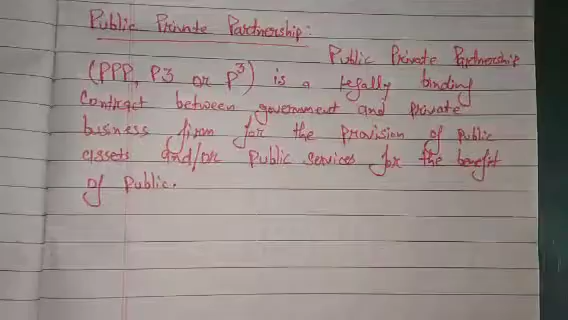 Public Private Partnership:
Public Private Partnership
(PPP, P3 or P³) is a legally binding
Contract between government and private
business firm for the provision of public
assets and/or public services for the benefit
of public.